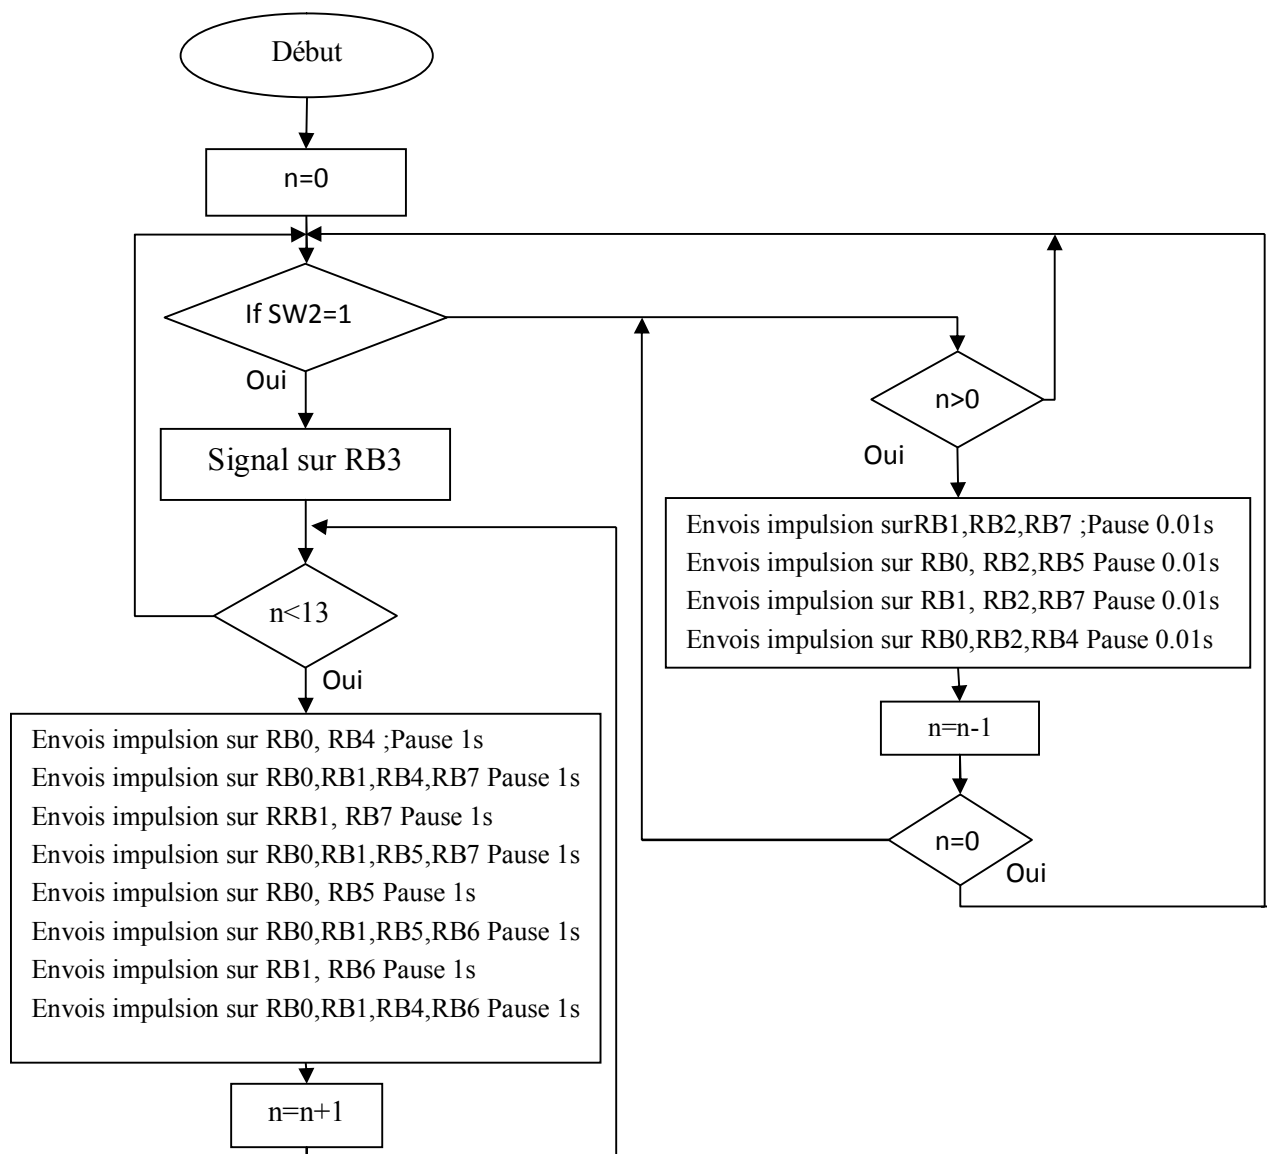 Début
n=0
If SW2=1
Oui
Signal sur RB3
n<13
Oui
Envois impulsion sur RB0, RB4 ;Pause 1s
Envois impulsion sur RB0,RB1,RB4,RB7 Pause 1s
Envois impulsion sur RRB1, RB7 Pause 1s
Envois impulsion sur RB0,RB1,RB5,RB7 Pause 1s
Envois impulsion sur RB0, RB5 Pause 1s
Envois impulsion sur RB0,RB1,RB5,RB6 Pause 1s
Envois impulsion sur RB1, RB6 Pause 1s
Envois impulsion sur RB0,RB1,RB4,RB6 Pause 1s
n=n+1
n>0
Oui
Envois impulsion surRB1,RB2,RB7 ;Pause 0.01s
Envois impulsion sur RB0, RB2,RB5 Pause 0.01s
Envois impulsion sur RB1, RB2,RB7 Pause 0.01s
Envois impulsion sur RB0,RB2,RB4 Pause 0.01s
n=n-1
n=0
Oui